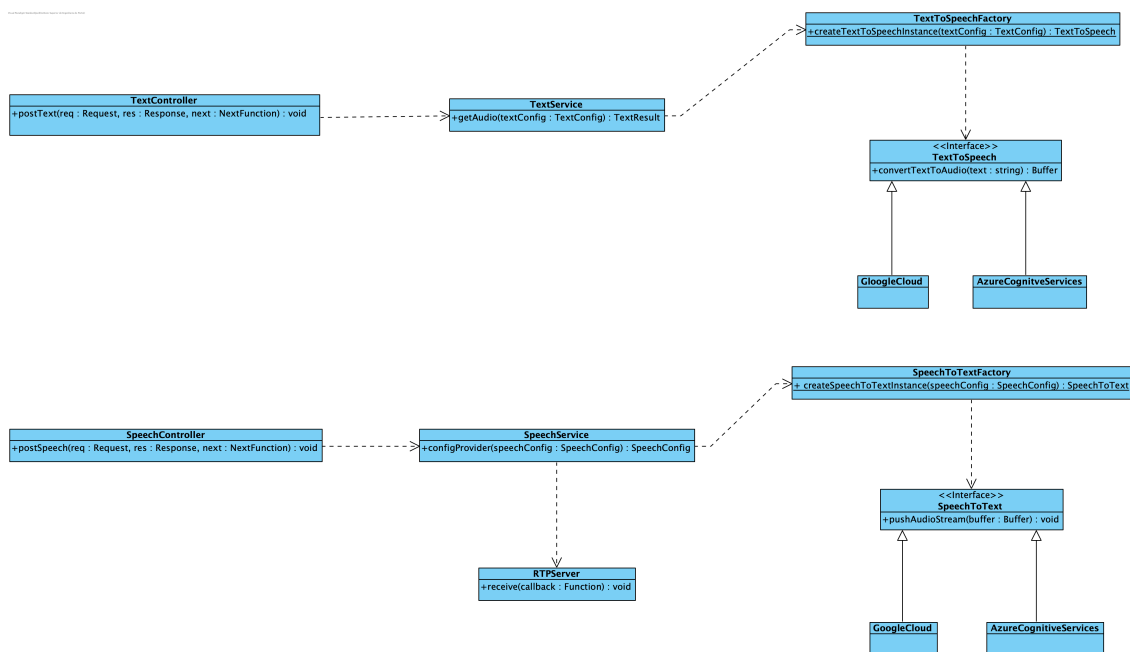 TextToSpeechFactory
+createTextToSpeechInstance(textConfig : TextConfig) : TextToSpeech
TextController
+postText(req : Request, res : Response, next : NextFunction) : void
TextService
+getAudio(textConfig : TextConfig) : TextResult
<<Interface>>
TextToSpeech
+convertTextToAudio(text : string) : Buffer
GloogleCloud
AzureCognitveServices
SpeechToTextFactory
+ createSpeechToTextInstance(speechConfig : SpeechConfig) : SpeechToText
SpeechController
+postSpeech(req : Request, res : Response, next : NextFunction) : void
SpeechService
+configProvider(speechConfig : SpeechConfig) : SpeechConfig
<<Interface>>
SpeechToText
+pushAudioStream(buffer : Buffer) : void
RTPServer
+receive(callback : Function) : void
GoogleCloud
AzureCognitiveServices